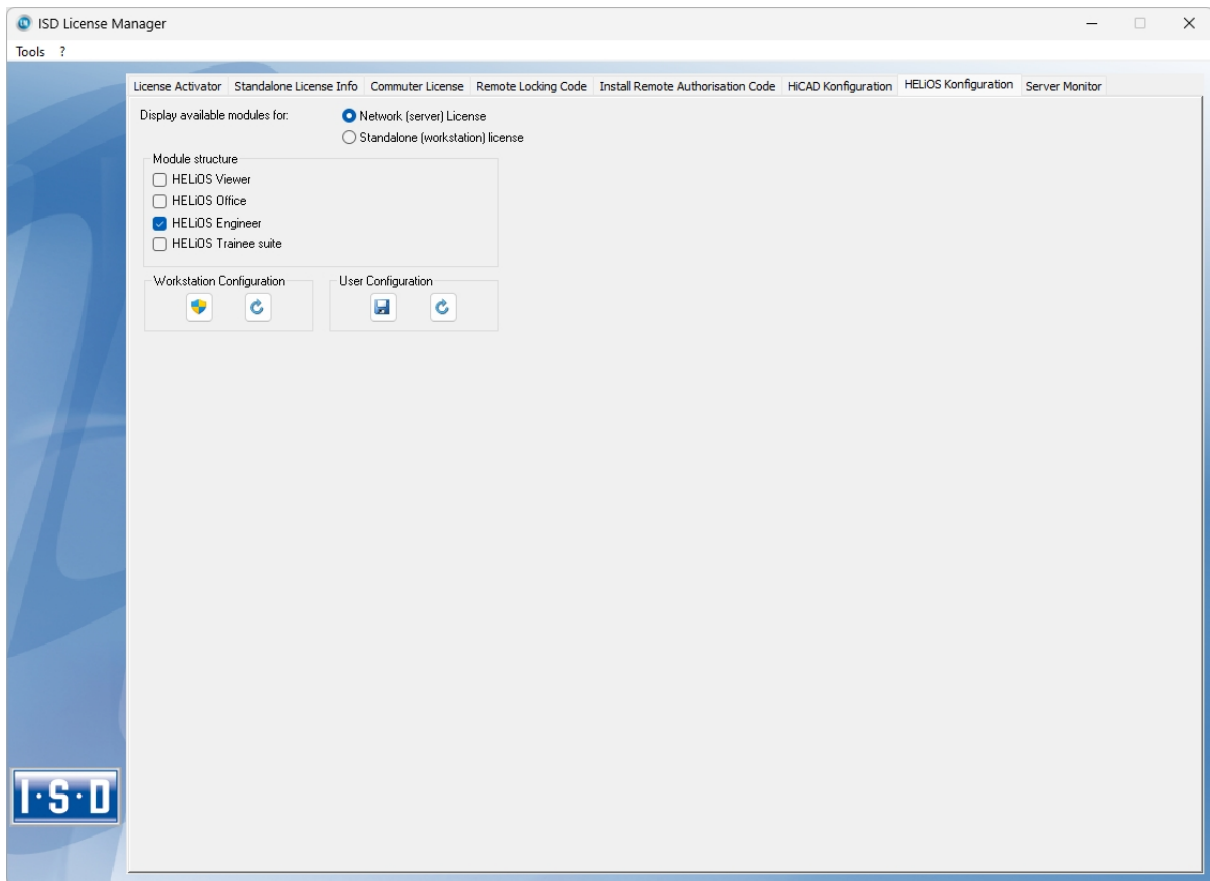 ISD License Manager
Tools ?
License Activator Standalone License Info Commuter License Remote Locking Code Install Remote Authorisation Code HiCAD Konfiguration HELiOS Konfiguration Server Monitor
Display available modules for: Network (server) License
Standalone (workstation) license
Module structure
HELiOS Viewer
HELiOS Office
HELiOS Engineer
HELiOS Trainee suite
Workstation Configuration User Configuration
I·S·D